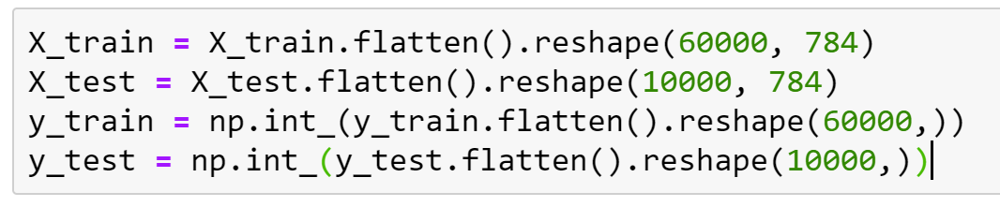 X_train = X_train.flatten().reshape(60000, 784)
X_test = X_test.flatten().reshape(10000, 784)
y_train = np.int_(y_train.flatten().reshape(60000,))
y_test = np.int_(y_test.flatten().reshape(10000,))